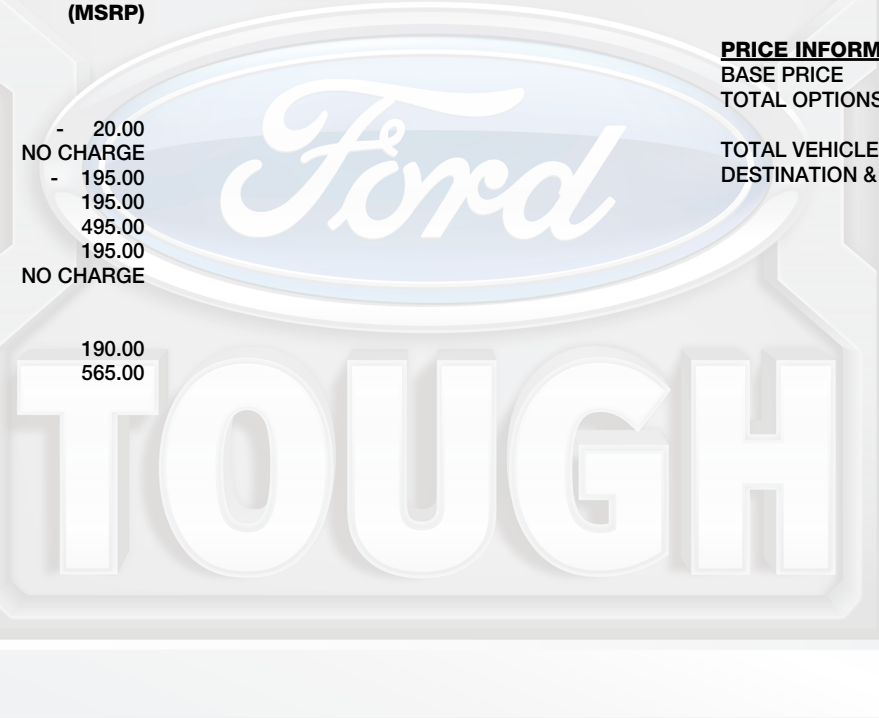 (MSRP)
- 20.00
NO CHARGE
- 195.00
195.00
495.00
195.00
NO CHARGE
190.00
565.00
PRICE INFORM
BASE PRICE
TOTAL OPTIONS
TOTAL VEHICLE
DESTINATION &
Ford
TOUGH